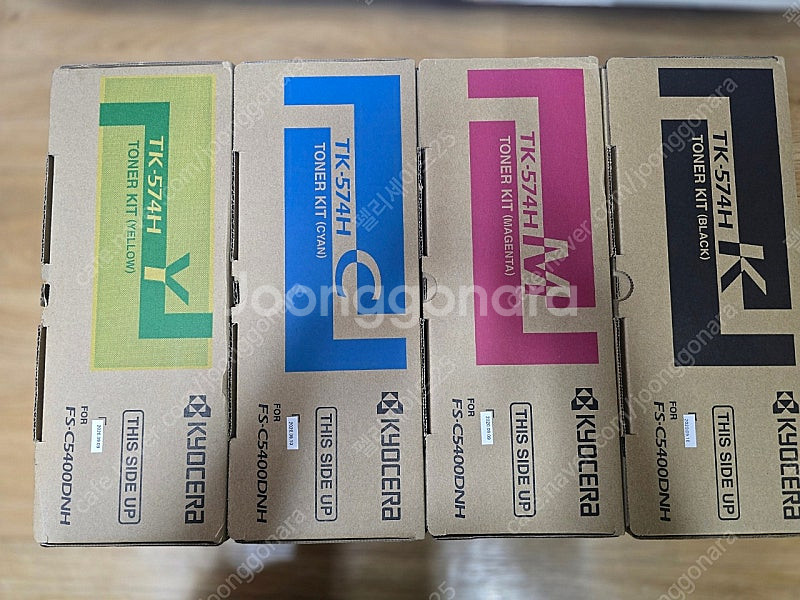 TK-574H
TONER KIT (YELLOW)
Y
KYOCERA
THIS SIDE UP
FOR
FS-C5400DNH
TK-574H
TONER KIT (CYAN)
C
KYOCERA
THIS SIDE UP
FOR
FS-C5400DNH
TK-574H
TONER KIT (MAGENTA)
M
KYOCERA
THIS SIDE UP
FOR
FS-C5400DNH
TK-574H
TONER KIT (BLACK)
K
KYOCERA
THIS SIDE UP
FOR
FS-C5400DNH
Joonggonara